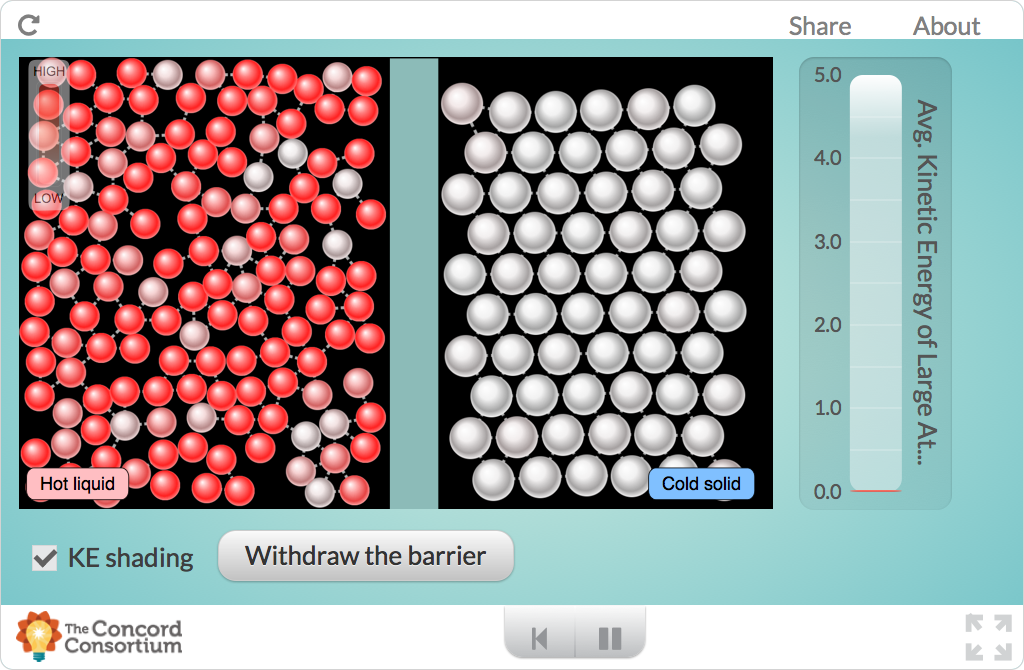 Share
About
HIGH
LOW
5.0
4.0
3.0
2.0
1.0
0.0
Avg. Kinetic Energy of Large At...
Hot liquid
Cold solid
KE shading
Withdraw the barrier
The Concord
Consortium